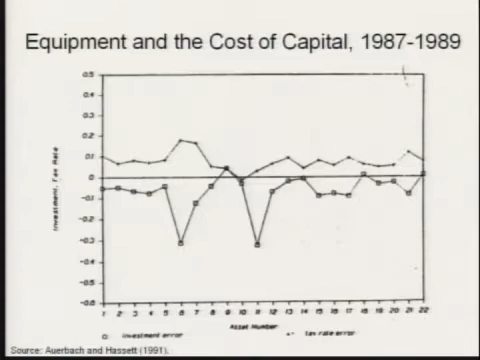 Equipment and the Cost of Capital, 1987-1989
0.5
0.4
0.3
0.2
0.1
0
-0.1
-0.2
-0.3
-0.4
-0.5
-0.6
Investment, Tax Rate
1 2 3 4 5 6 7 8 9 10 11 12 13 14 15 16 17 18 19 20 21 22
Asset Number
Investment error
Tax rate error
Source: Auerbach and Hassett (1991).